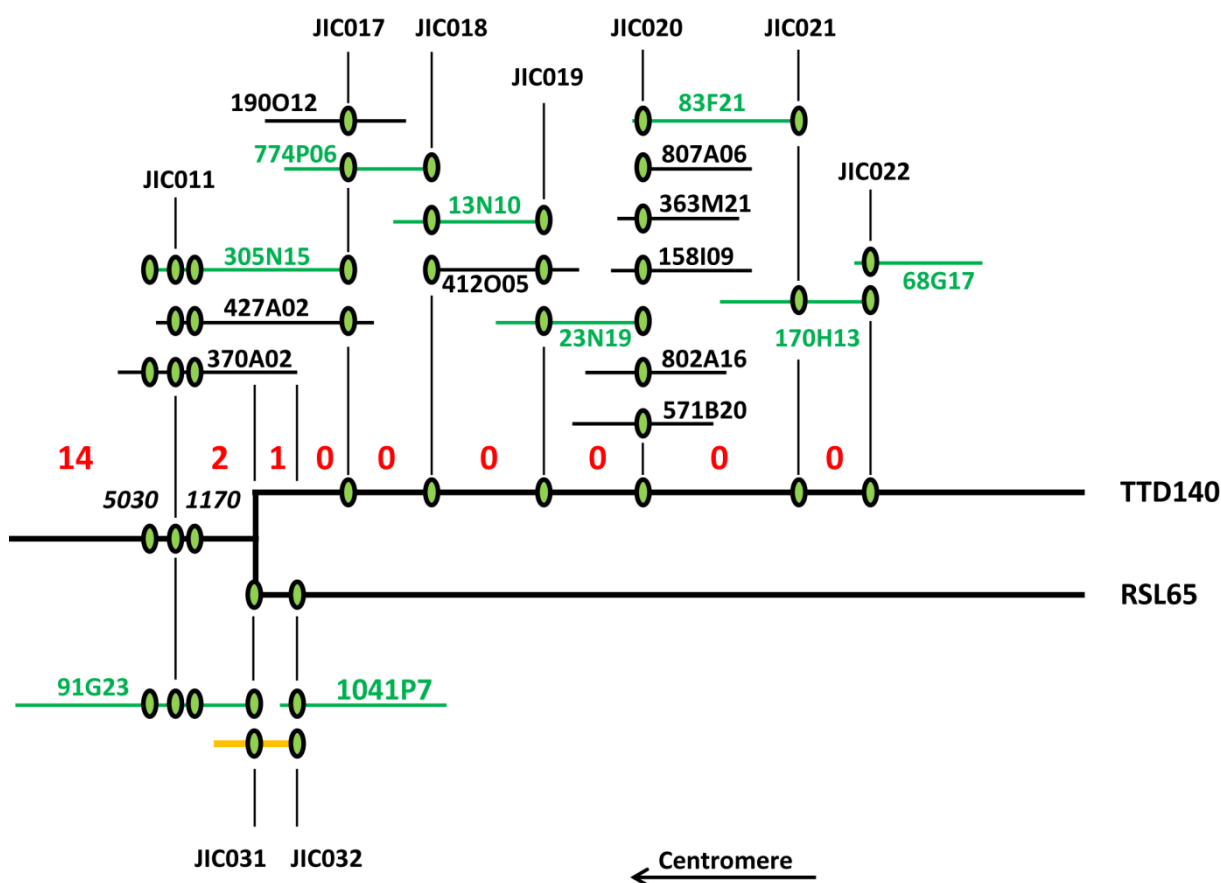 JIC017 JIC018 JIC020 JIC021
JIC019
190O12 83F21
774P06 807A06
JIC011 JIC022
13N10 363M21
305N15 158I09
412O05 68G17
427A02 23N19 170H13
370A02 802A16
571B20
14 2 1 0 0 0 0 0 0
5030 1170 TTD140
RSL65
91G23 1041P7
JIC031 JIC032
Centromere